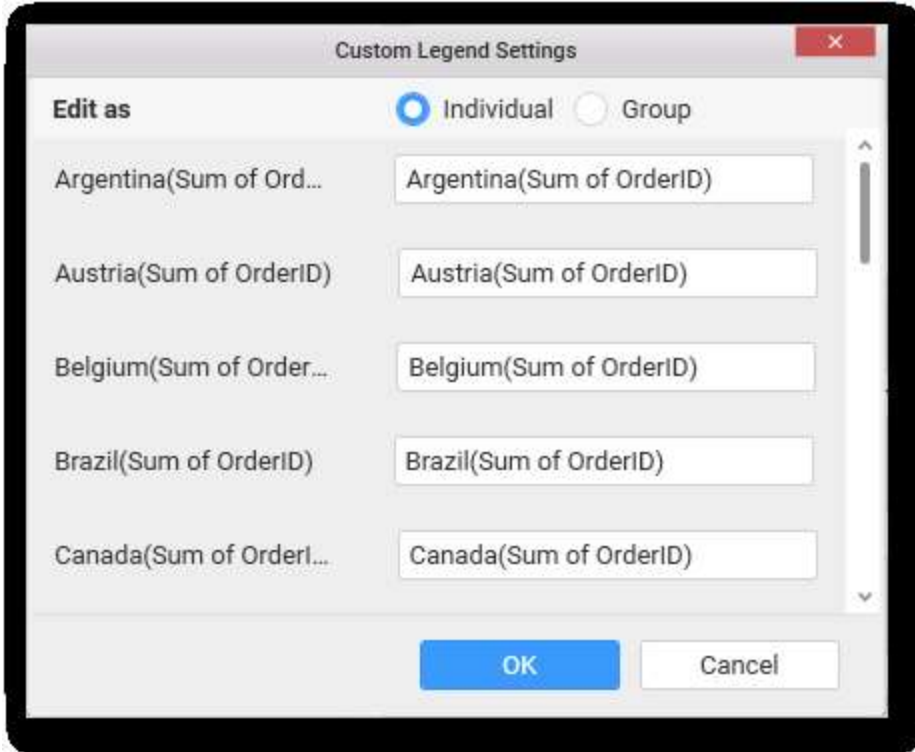 Custom Legend Settings
Edit as Individual Group
Argentina(Sum of Ord... Argentina(Sum of OrderID)
Austria(Sum of OrderID) Austria(Sum of OrderID)
Belgium(Sum of Order... Belgium(Sum of OrderID)
Brazil(Sum of OrderID) Brazil(Sum of OrderID)
Canada(Sum of OrderI... Canada(Sum of OrderID)
OK Cancel